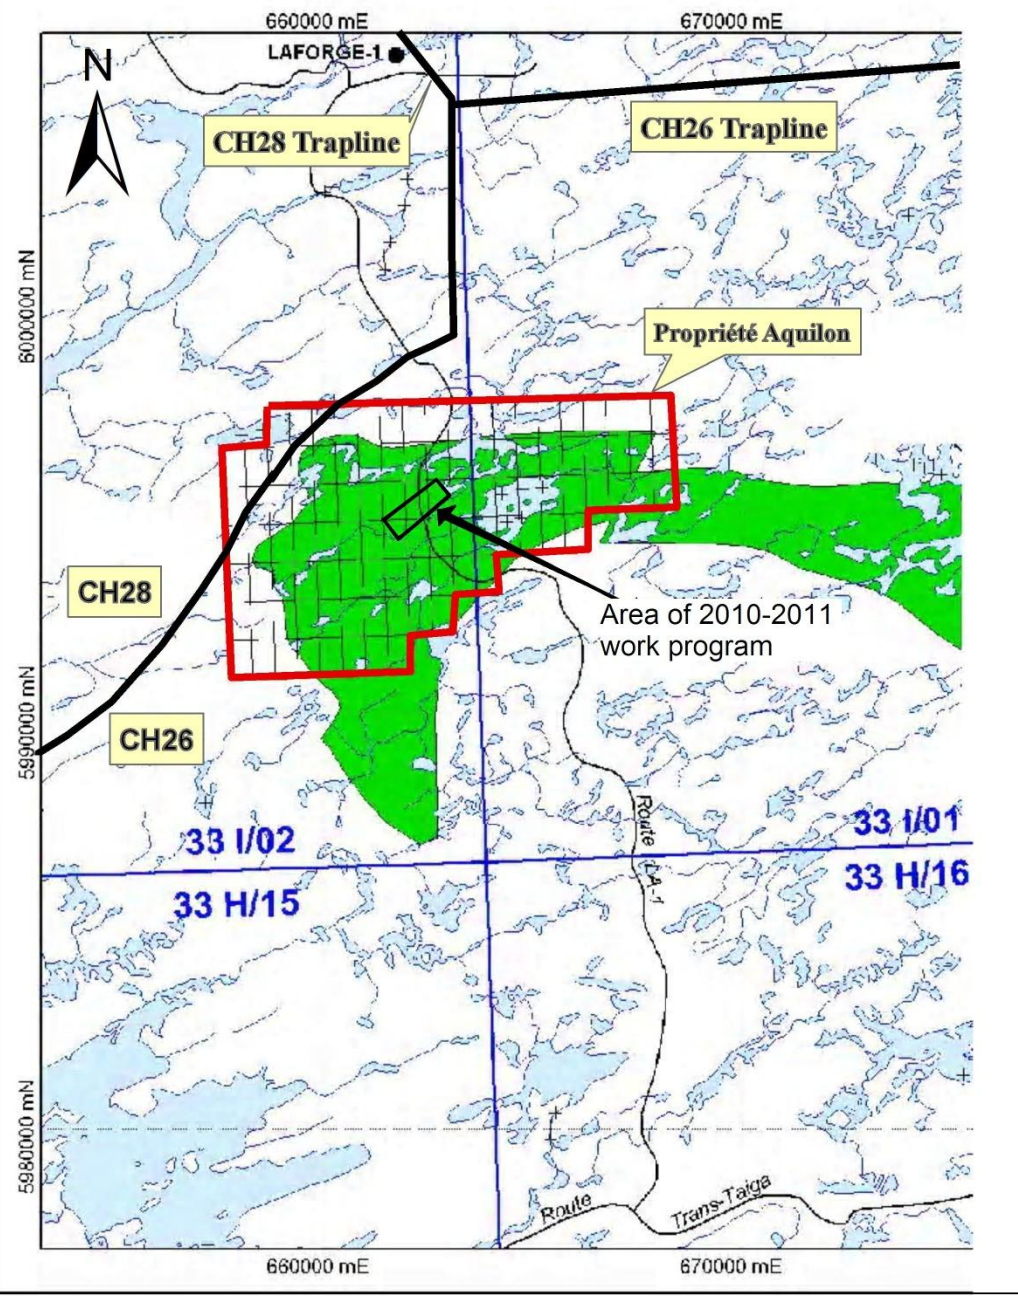 660000 mE
670000 mE
LAFORGE-1
N
CH28 Trapline
CH26 Trapline
6000000 mN
Propriété Aquilon
CH28
Area of 2010-2011
work program
5990000 mN
CH26
Route LA-1
33 I/02
33 I/01
33 H/15
33 H/16
5980000 mN
Route
Trans-Taïga
660000 mE
670000 mE